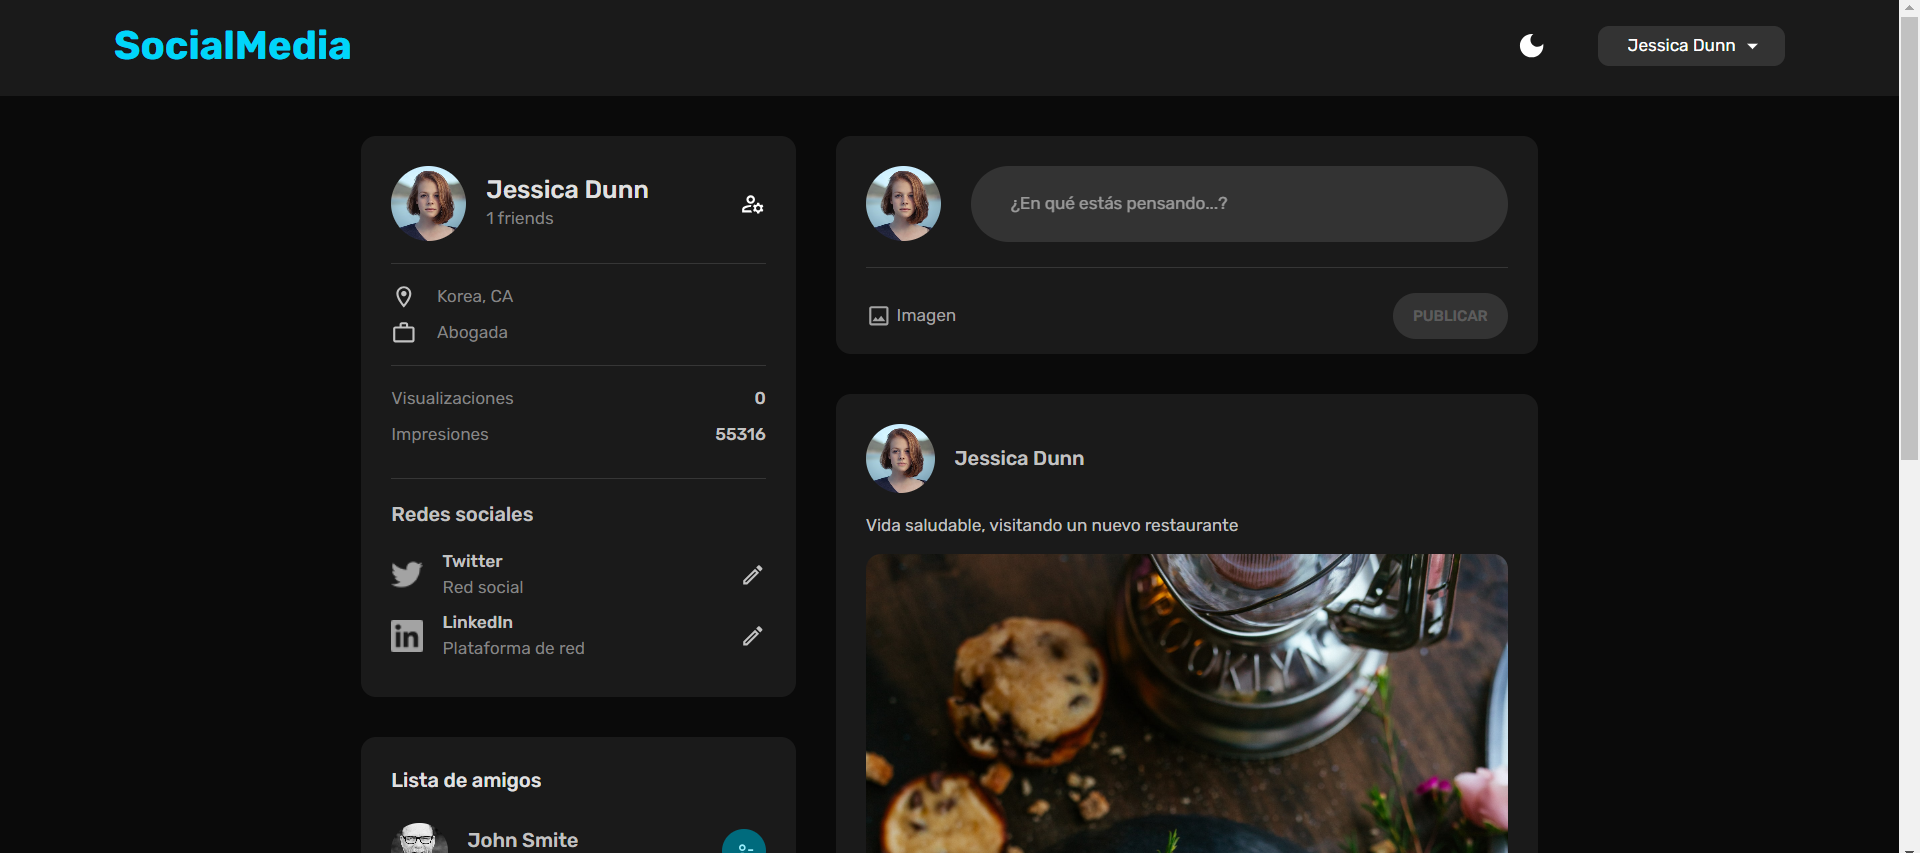 SocialMedia
Jessica Dunn
Jessica Dunn
1 friends
Korea, CA
Abogada
Visualizaciones 0
Impresiones 55316
Redes sociales
Twitter
Red social
in
LinkedIn
Plataforma de red
Lista de amigos
John Smite
¿En qué estás pensando...?
Imagen
PUBLICAR
Jessica Dunn
Vida saludable, visitando un nuevo restaurante
OOKLYN